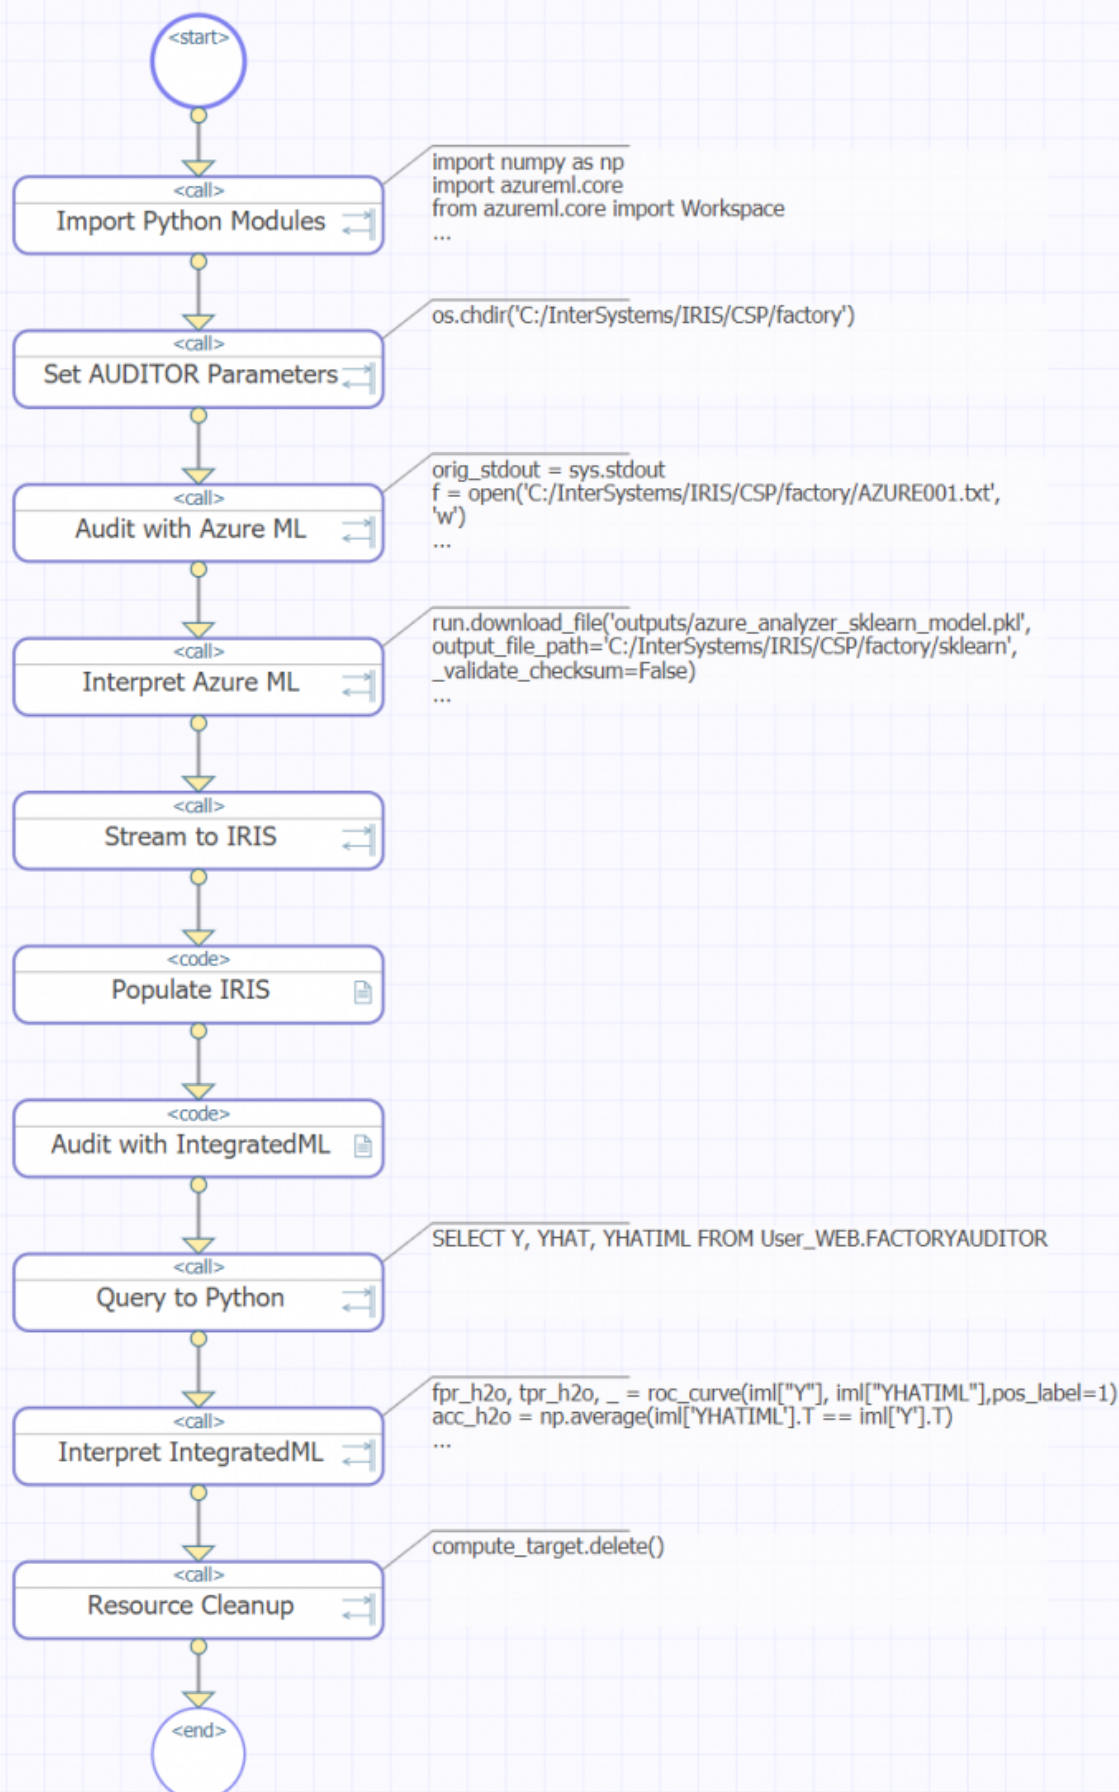 <start>
<call>
Import Python Modules
import numpy as np
import azureml.core
from azureml.core import Workspace
...
<call>
Set AUDITOR Parameters
os.chdir('C:/InterSystems/IRIS/CSP/factory')
<call>
Audit with Azure ML
orig_stdout = sys.stdout
f = open('C:/InterSystems/IRIS/CSP/factory/AZURE001.txt',
'w')
...
<call>
Interpret Azure ML
run.download_file('outputs/azure_analyzer_sklearn_model.pkl',
output_file_path='C:/InterSystems/IRIS/CSP/factory/sklearn',
_validate_checksum=False)
...
<call>
Stream to IRIS
<code>
Populate IRIS
<code>
Audit with IntegratedML
<call>
Query to Python
SELECT Y, YHAT, YHATIML FROM User_WEB.FACTORYAUDITOR
<call>
Interpret IntegratedML
fpr_h2o, tpr_h2o, _ = roc_curve(iml["Y"], iml["YHATIML"],pos_label=1)
acc_h2o = np.average(iml['YHATIML'].T == iml['Y'].T)
...
<call>
Resource Cleanup
compute_target.delete()
<end>